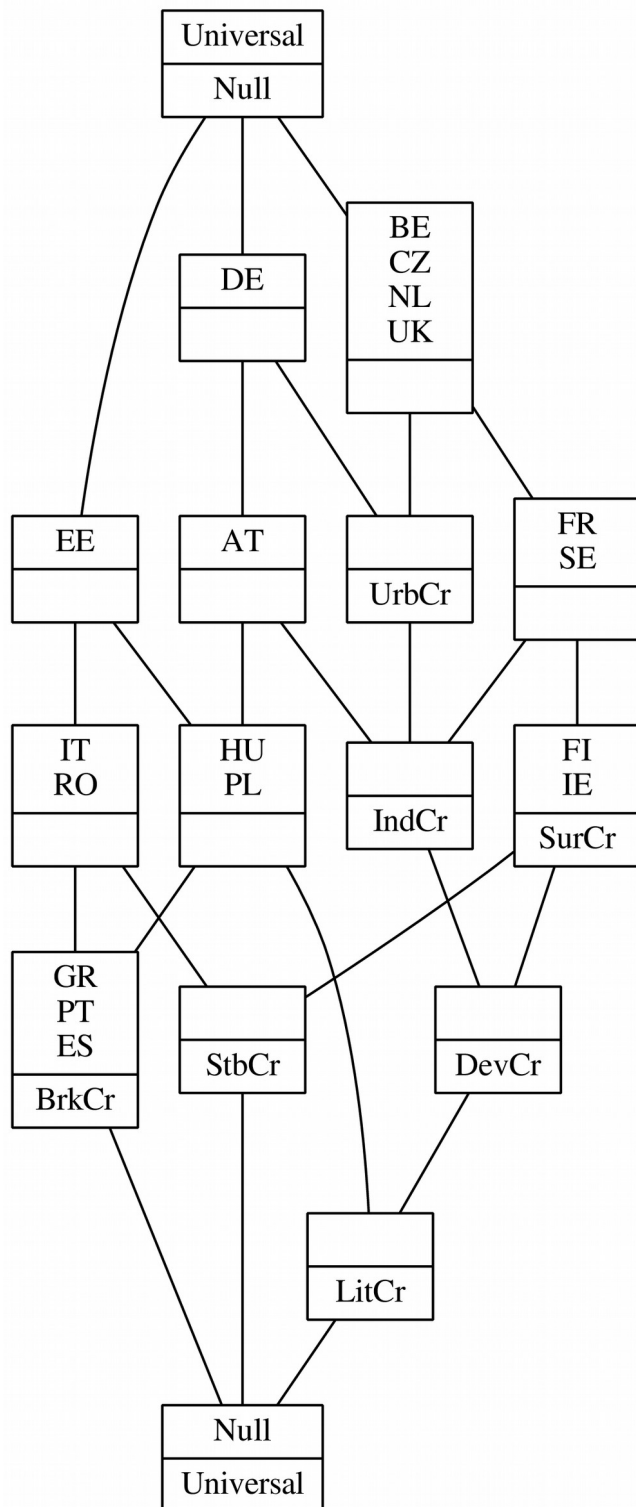 Universal
Null
BE
CZ
NL
UK
DE
EE
AT
UrbCr
FR
SE
IT
RO
HU
PL
IndCr
FI
IE
SurCr
GR
PT
ES
BrkCr
StbCr
DevCr
LitCr
Null
Universal